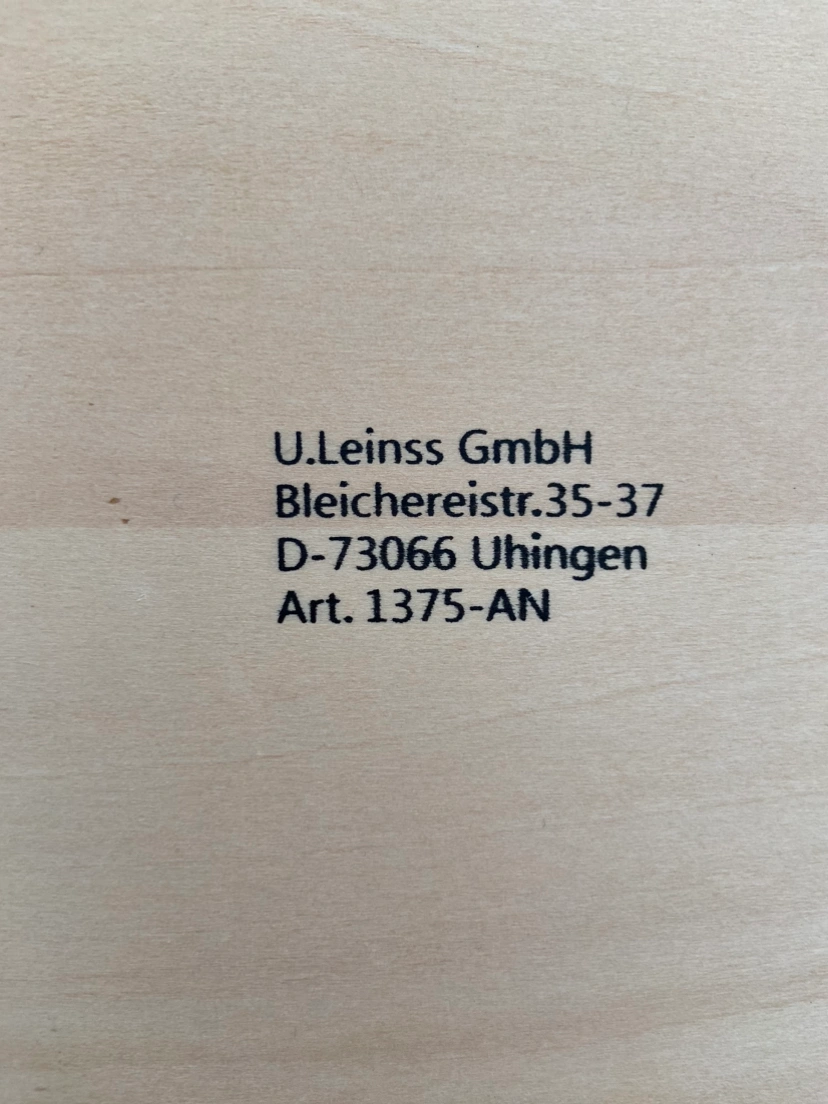 U.Leinss GmbH
Bleichereistr.35-37
D-73066 Uhingen
Art. 1375-AN